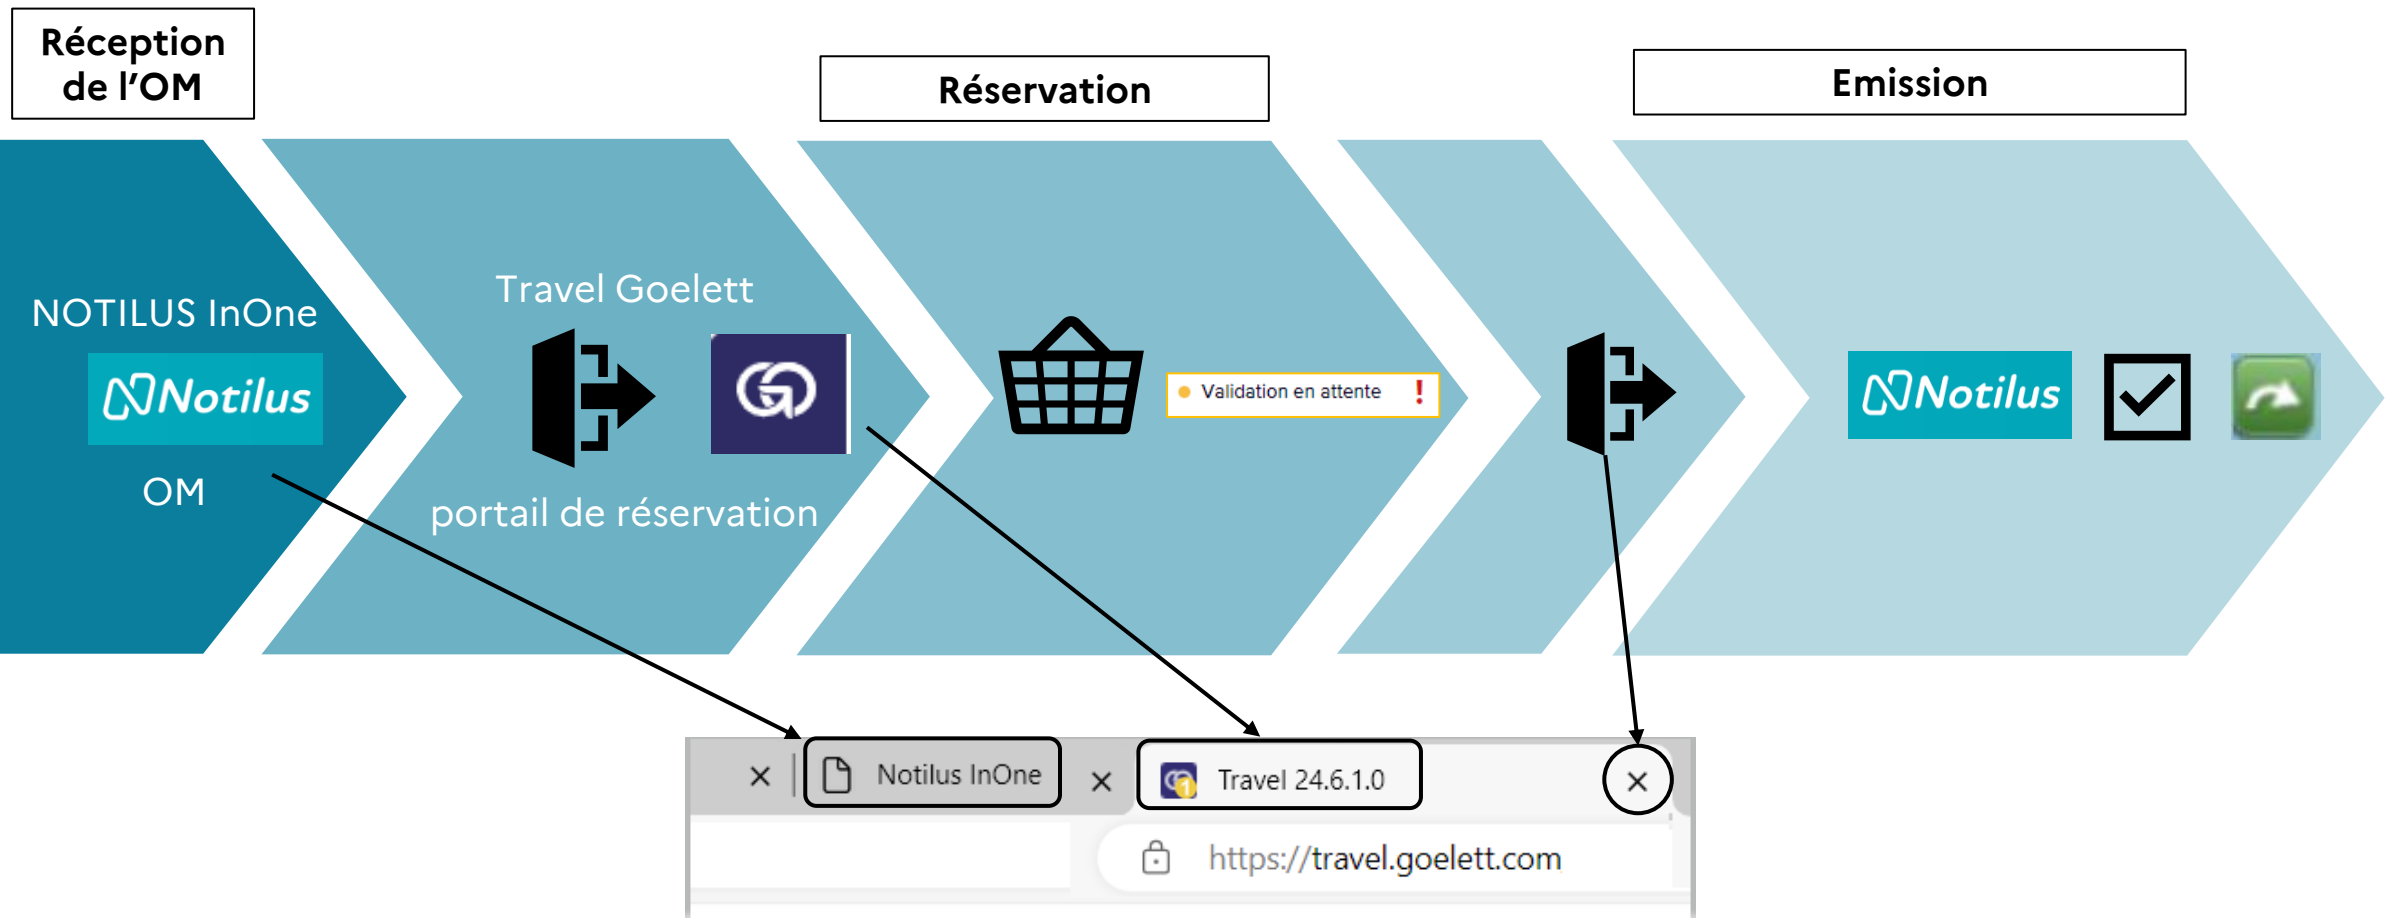 Réception
de l’OM
Réservation
Emission
NOTILUS InOne
Notilus
OM
Travel Goelett
portail de réservation
Validation en attente !
Notilus
Notilus InOne
Travel 24.6.1.0
https://travel.goelett.com